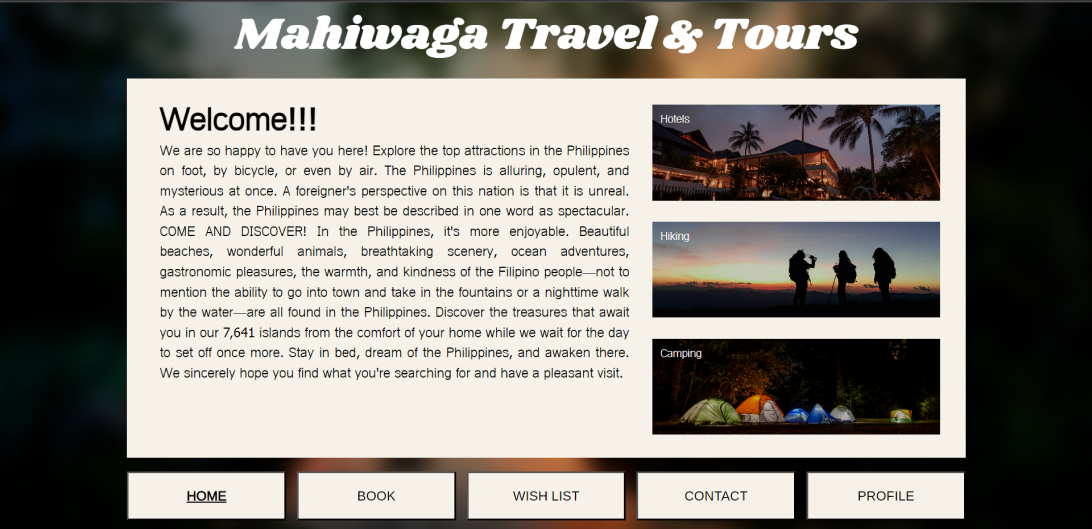 Mahiwaga Travel & Tours
Welcome!!!
We are so happy to have you here! Explore the top attractions in the Philippines
on foot, by bicycle, or even by air. The Philippines is alluring, opulent, and
mysterious at once. A foreigner's perspective on this nation is that it is unreal.
As a result, the Philippines may best be described in one word as spectacular.
COME AND DISCOVER! In the Philippines, it's more enjoyable. Beautiful
beaches, wonderful animals, breathtaking scenery, ocean adventures,
gastronomic pleasures, the warmth, and kindness of the Filipino people—not to
mention the ability to go into town and take in the fountains or a nighttime walk
by the water—are all found in the Philippines. Discover the treasures that await
you in our 7,641 islands from the comfort of your home while we wait for the day
to set off once more. Stay in bed, dream of the Philippines, and awaken there.
We sincerely hope you find what you're searching for and have a pleasant visit.
Hotels
Hiking
Camping
HOME
BOOK
WISH LIST
CONTACT
PROFILE